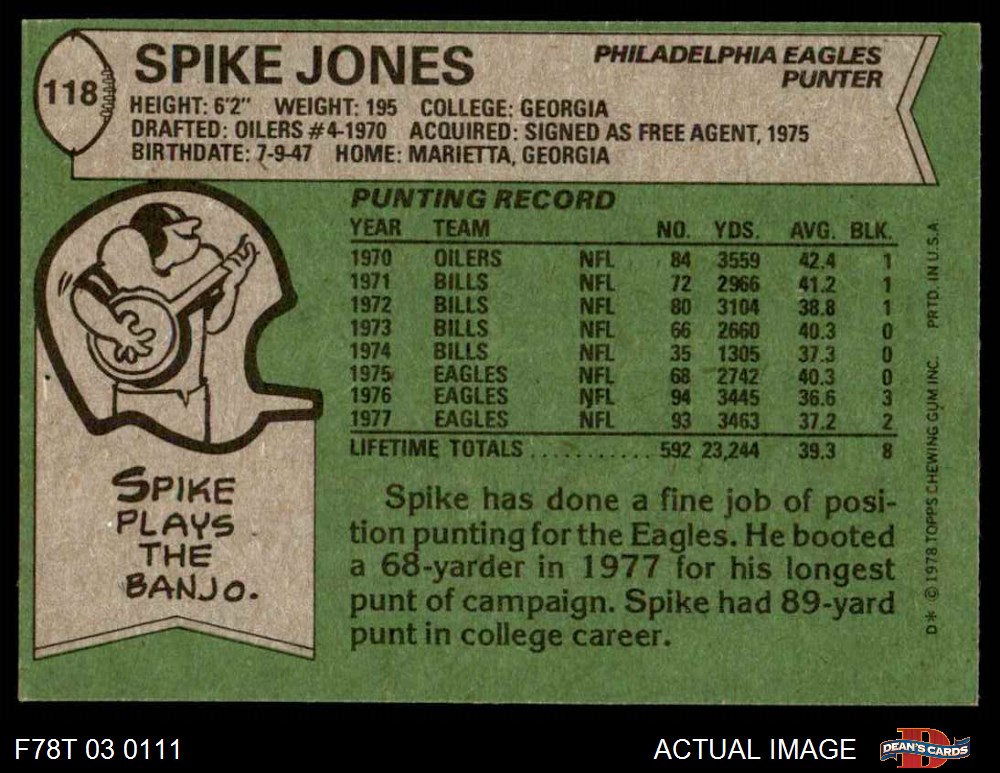 118
SPIKE JONES
PHILADELPHIA EAGLES
PUNTER
HEIGHT: 6'2" WEIGHT: 195 COLLEGE: GEORGIA
DRAFTED: OILERS #4-1970 ACQUIRED: SIGNED AS FREE AGENT, 1975
BIRTHDATE: 7-9-47 HOME: MARIETTA, GEORGIA
PUNTING RECORD
YEAR TEAM NO. YDS. AVG. BLK.
1970 OILERS NFL 84 3559 42.4 1
1971 BILLS NFL 72 2966 41.2 1
1972 BILLS NFL 80 3104 38.8 1
1973 BILLS NFL 66 2660 40.3 0
1974 BILLS NFL 35 1305 37.3 0
1975 EAGLES NFL 68 2742 40.3 0
1976 EAGLES NFL 94 3445 36.6 3
1977 EAGLES NFL 93 3463 37.2 2
LIFETIME TOTALS ............ 592 23,244 39.3 8
SPIKE
PLAYS
THE
BANJO.
Spike has done a fine job of posi-
tion punting for the Eagles. He booted
a 68-yarder in 1977 for his longest
punt of campaign. Spike had 89-yard
punt in college career.
D* © 1978 TOPPS CHEWING GUM INC. PRTD. IN U.S.A
F78T 03 0111
ACTUAL IMAGE
D
DEAN'S CARDS